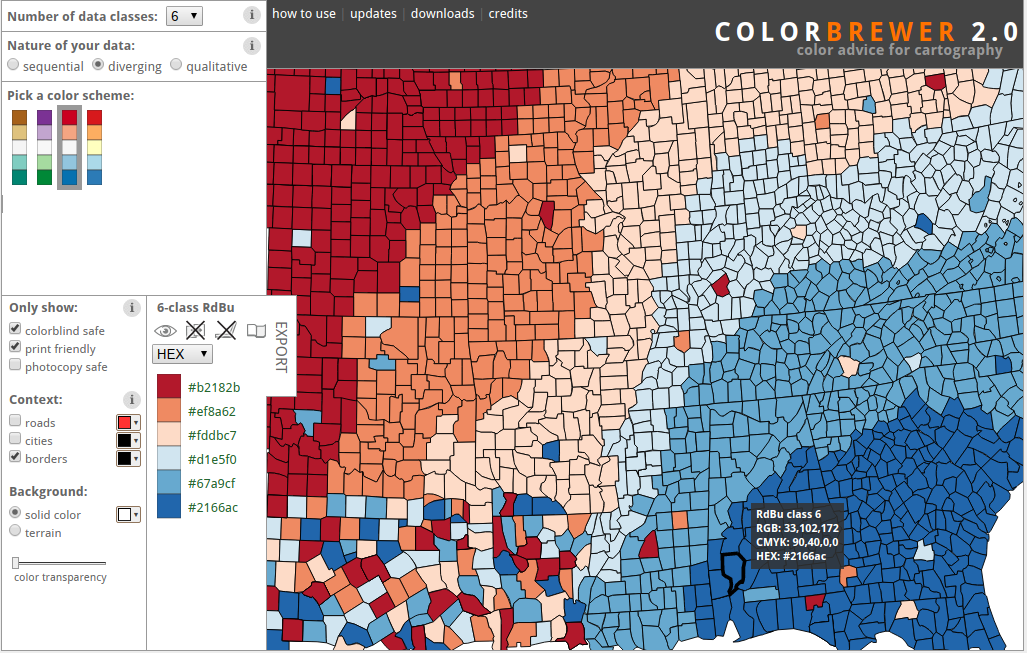 Number of data classes: 6 i
how to use | updates | downloads | credits
COLORBREWER 2.0
color advice for cartography
Nature of your data: i
sequential diverging qualitative
Pick a color scheme:
Only show: i
colorblind safe
print friendly
photocopy safe
Context: i
roads
cities
borders
Background:
solid color
terrain
color transparency
6-class RdBu
EXPORT
HEX
#b2182b
#ef8a62
#fddbc7
#d1e5f0
#67a9cf
#2166ac
RdBu class 6
RGB: 33,102,172
CMYK: 90,40,0,0
HEX: #2166ac